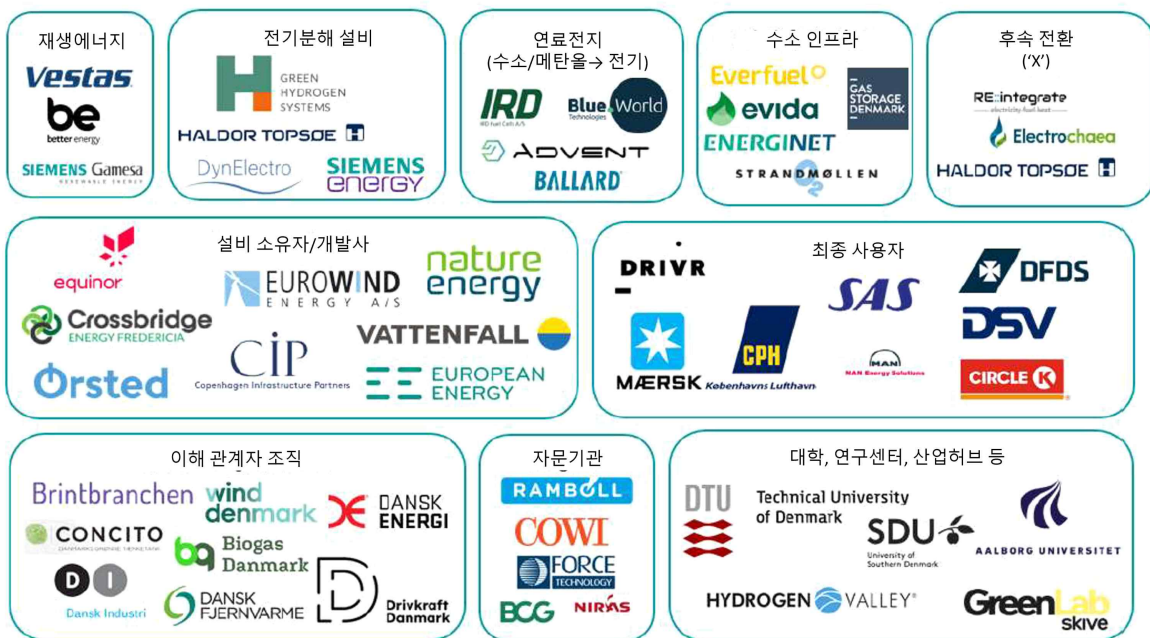 재생에너지
Vestas
be
better energy
SIEMENS Gamesa
RENEWABLE ENERGY
전기분해 설비
GREEN
HYDROGEN
SYSTEMS
HALDOR TOPSØE
DynElectro
SIEMENS
energy
연료전지
(수소/메탄올→ 전기)
IRD
IRD Fuel Cells A/S
Blue World
Technologies
ADVENT
BALLARD
수소 인프라
Everfuel
evida
GAS
STORAGE
DENMARK
ENERGINET
STRANDMØLLEN
O2
후속 전환
('X')
RE:integrate
electricity fuel heat
Electrochaea
HALDOR TOPSØE
설비 소유자/개발사
equinor
EUROWIND
ENERGY A/S
nature
energy
Crossbridge
ENERGY FREDERICIA
CIP
Copenhagen Infrastructure Partners
VATTENFALL
Ørsted
EUROPEAN
ENERGY
최종 사용자
DRIVR
SAS
DFDS
MÆRSK
CPH
Københavns Lufthavn
MAN
MAN Energy Solutions
DSV
CIRCLE K
이해 관계자 조직
Brintbranchen
wind
denmark
DANSK
ENERGI
CONCITO
Biogas
Danmark
DI
Dansk Industri
DANSK
FJERNVARME
Drivkraft
Danmark
자문기관
RAMBOLL
COWI
FORCE
TECHNOLOGY
BCG
NIRAS
대학, 연구센터, 산업허브 등
DTU
Technical University
of Denmark
SDU
University of
Southern Denmark
AALBORG UNIVERSITET
HYDROGEN VALLEY
GreenLab
skive